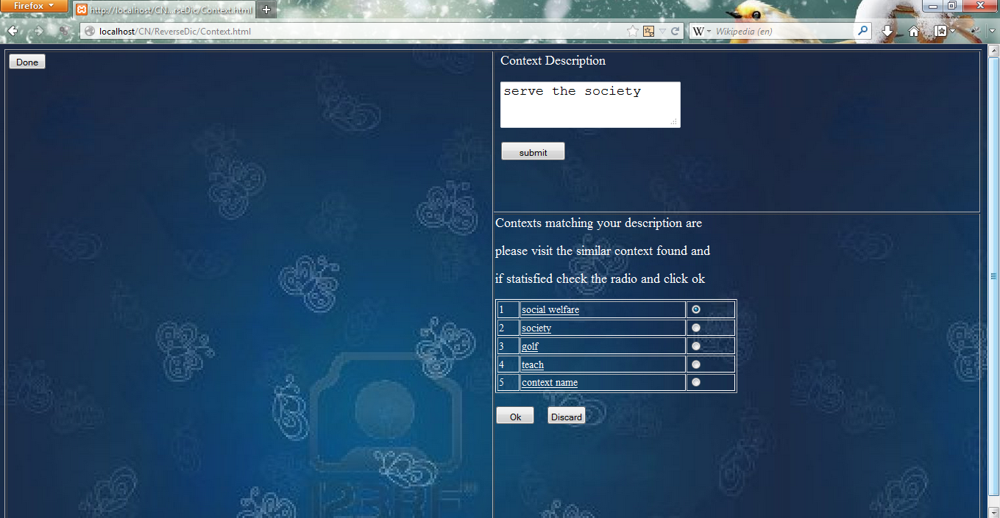 Firefox
http://localhost/CN...rseDic/Context.html
localhost/CN/ReverseDic/Context.html
W
Wikipedia (en)
Done
Context Description
serve the society
submit
Contexts matching your description are
please visit the similar context found and
if statisfied check the radio and click ok
1 social welfare
2 society
3 golf
4 teach
5 context name
Ok Discard
123RF